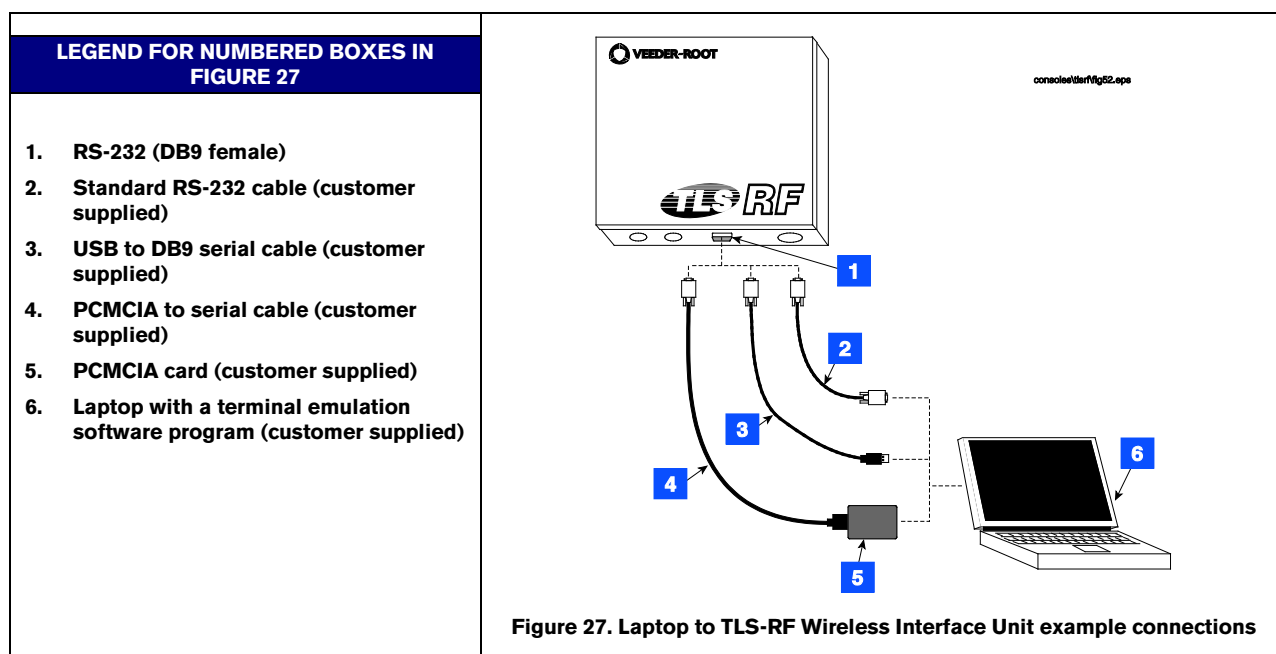 LEGEND FOR NUMBERED BOXES IN
FIGURE 27
1. RS-232 (DB9 female)
2. Standard RS-232 cable (customer
supplied)
3. USB to DB9 serial cable (customer
supplied)
4. PCMCIA to serial cable (customer
supplied)
5. PCMCIA card (customer supplied)
6. Laptop with a terminal emulation
software program (customer supplied)
VEEDER-ROOT
consoles\tlsrf\fig52.eps
TLS RF
1
2
3
4
5
6
Figure 27. Laptop to TLS-RF Wireless Interface Unit example connections